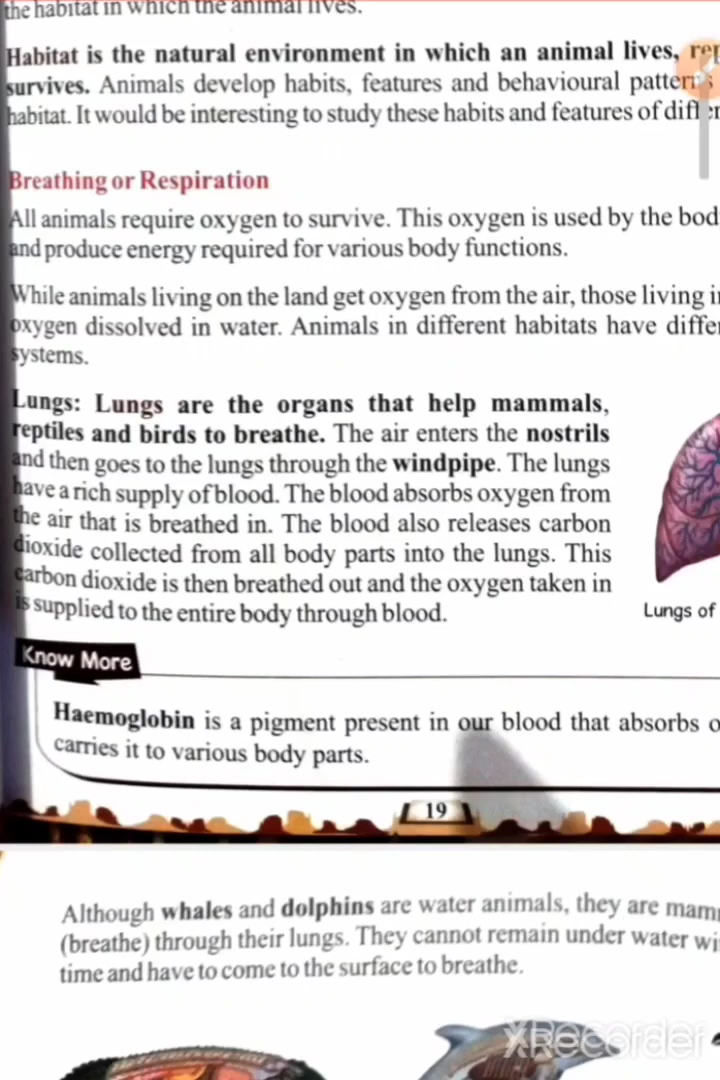 the habitat in which the animal lives.
Habitat is the natural environment in which an animal lives,
survives. Animals develop habits, features and behavioural patterns
habitat. It would be interesting to study these habits and features of
Breathing or Respiration
All animals require oxygen to survive. This oxygen is used by the
and produce energy required for various body functions.
While animals living on the land get oxygen from the air, those living
oxygen dissolved in water. Animals in different habitats have
systems.
Lungs: Lungs are the organs that help mammals,
reptiles and birds to breathe. The air enters the nostrils
and then goes to the lungs through the windpipe. The lungs
have a rich supply of blood. The blood absorbs oxygen from
the air that is breathed in. The blood also releases carbon
dioxide collected from all body parts into the lungs. This
carbon dioxide is then breathed out and the oxygen taken in
is supplied to the entire body through blood.
Lungs of
Know More
Haemoglobin is a pigment present in our blood that absorbs
carries it to various body parts.
19
Although whales and dolphins are water animals, they are
(breathe) through their lungs. They cannot remain under water
time and have to come to the surface to breathe.
XRecorder